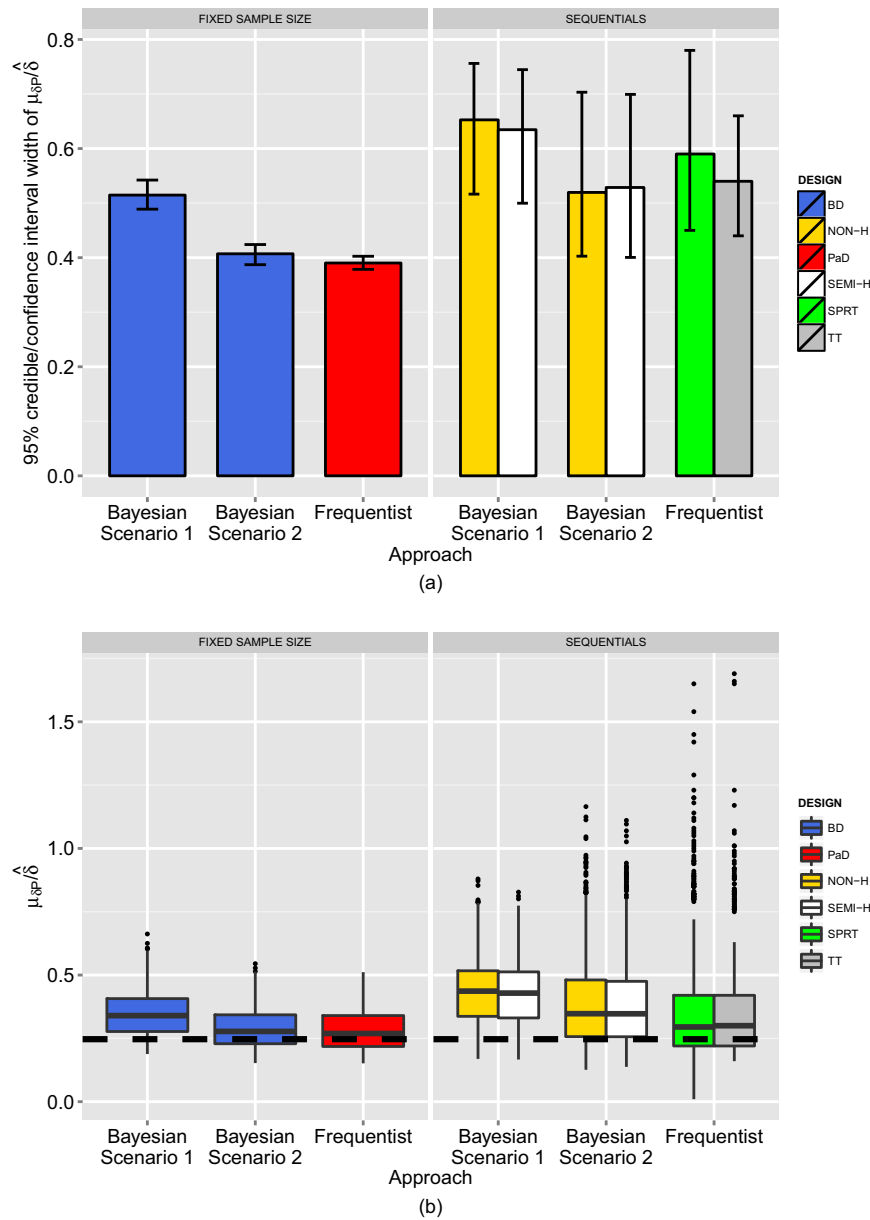 FIXED SAMPLE SIZE
SEQUENTIALS
95% credible/confidence interval width of μδP/δ̂
0.8
0.6
0.4
0.2
0.0
Bayesian
Scenario 1
Bayesian
Scenario 2
Frequentist
Bayesian
Scenario 1
Bayesian
Scenario 2
Frequentist
Approach
DESIGN
BD
NON−H
PaD
SEMI−H
SPRT
TT
(a)
FIXED SAMPLE SIZE
SEQUENTIALS
μδP/δ̂
1.5
1.0
0.5
0.0
Bayesian
Scenario 1
Bayesian
Scenario 2
Frequentist
Bayesian
Scenario 1
Bayesian
Scenario 2
Frequentist
Approach
DESIGN
BD
PaD
NON−H
SEMI−H
SPRT
TT
(b)